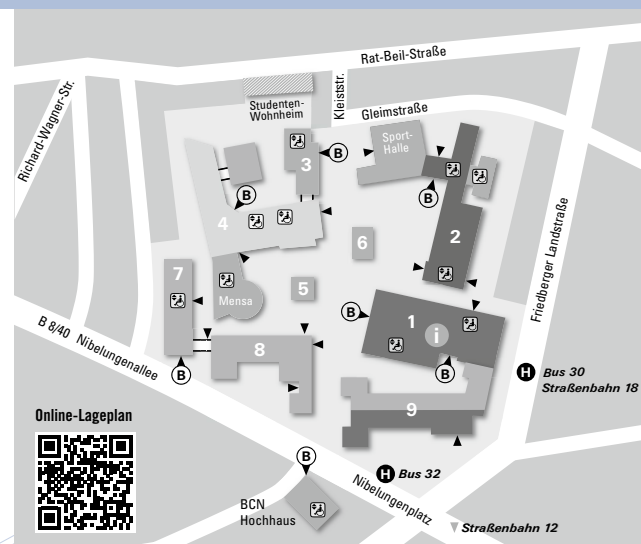 Rat-Beil-Straße
Richard-Wagner-Str.
Studenten-
Wohnheim
Kleiststr.
Gleimstraße
Sport-
Halle
3
B
B
B
4
2
6
7
Mensa
5
B
1
i
Friedberger Landstraße
B 8/40 Nibelungenallee
8
B
B
H Bus 30
Straßenbahn 18
9
Online-Lageplan
B
H Bus 32
BCN
Hochhaus
Nibelungenplatz
Straßenbahn 12